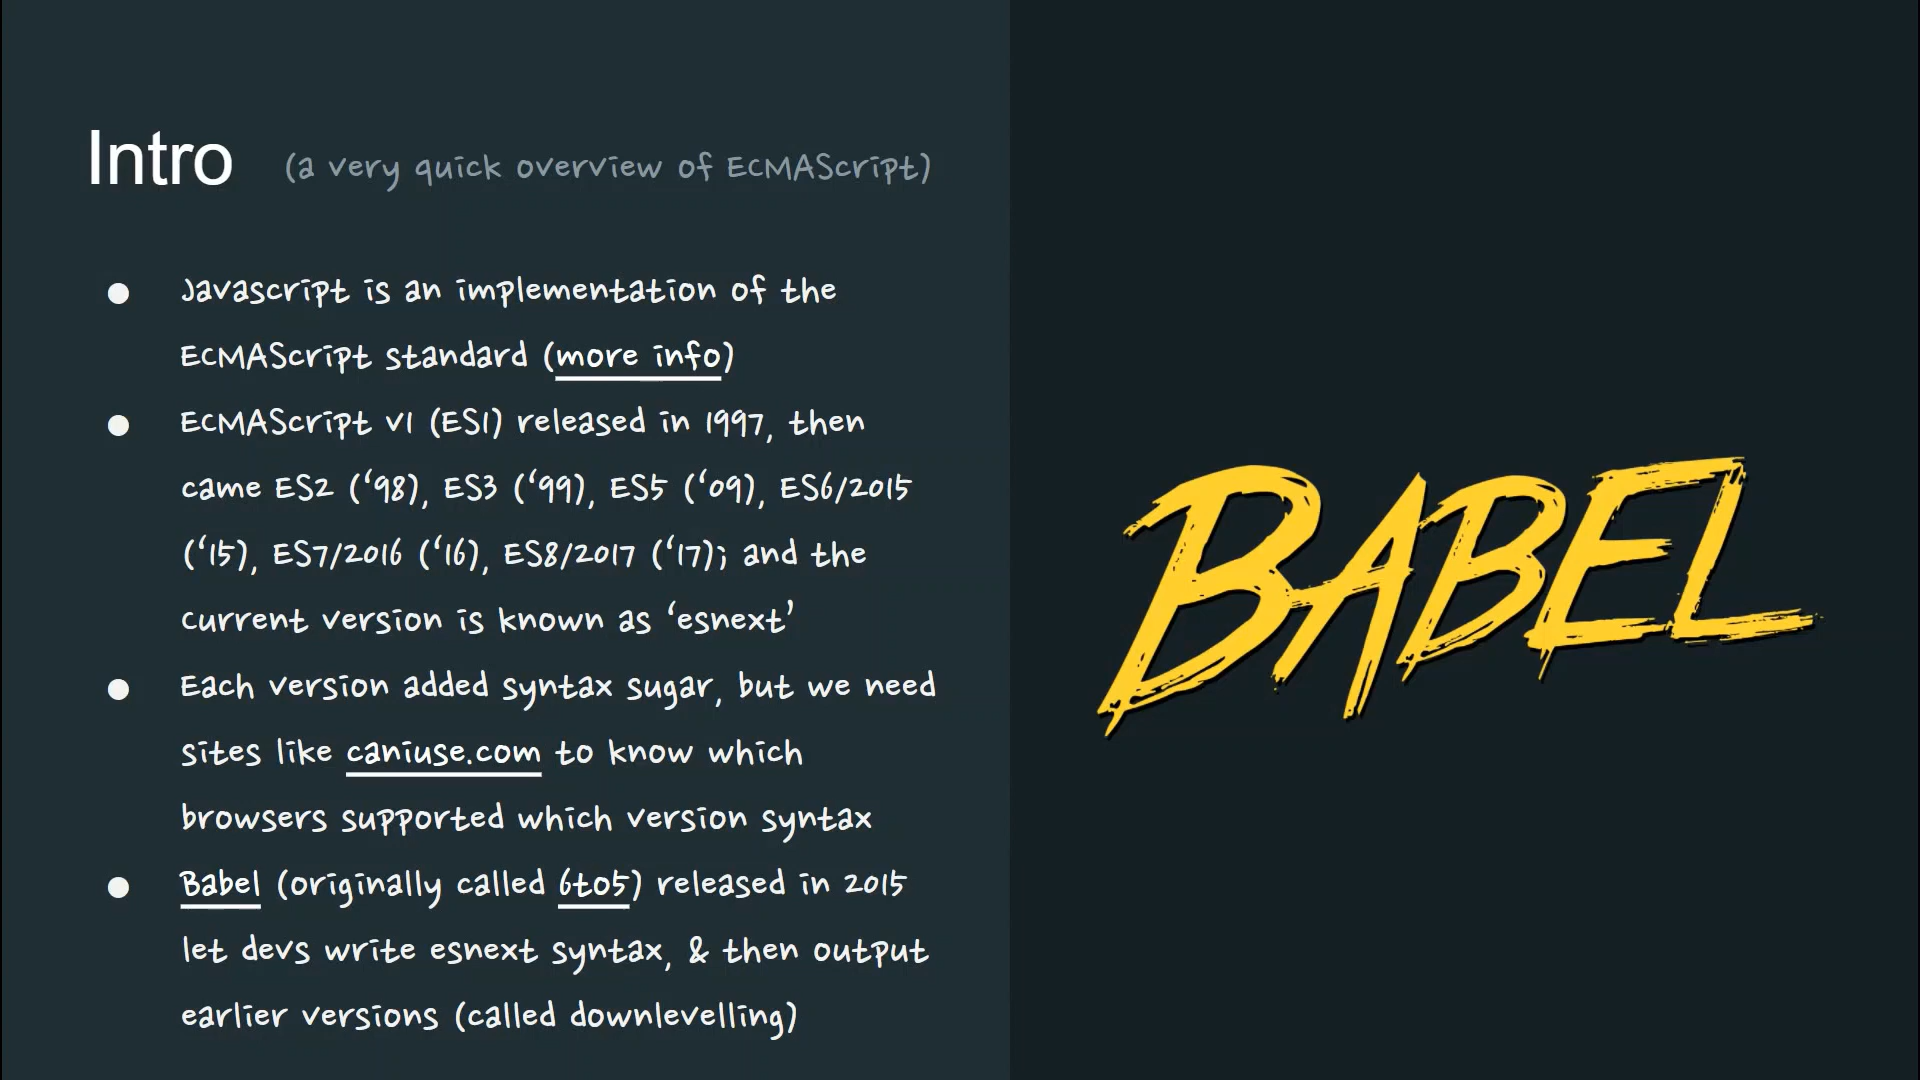 Intro (a very quick overview of ECMAScript)
Javascript is an implementation of the
ECMAScript standard (more info)
ECMAScript v1 (ES1) released in 1997, then
came ES2 (‘98), ES3 (‘99), ES5 (‘09), ES6/2015
(‘15), ES7/2016 (‘16), ES8/2017 (‘17); and the
current version is known as ‘esnext’
Each version added syntax sugar, but we need
sites like caniuse.com to know which
browsers supported which version syntax
Babel (originally called 6to5) released in 2015
let devs write esnext syntax, & then output
earlier versions (called downlevelling)
BABEL